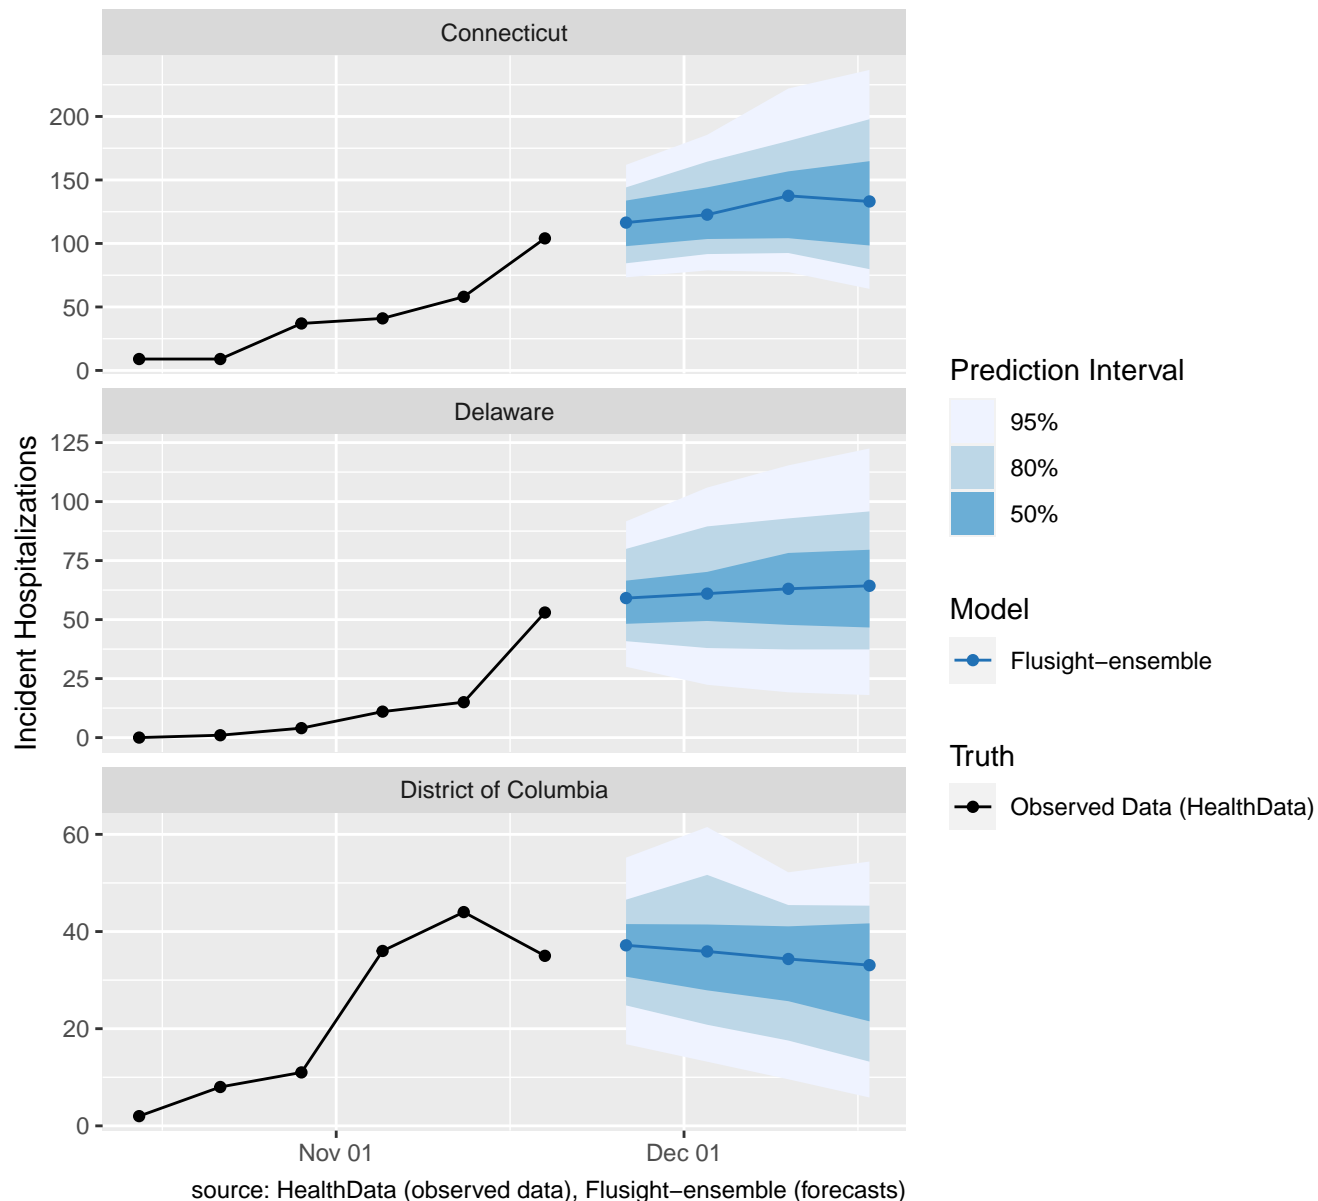 Connecticut
200
150
100
50
0
Delaware
125
100
75
50
25
0
District of Columbia
60
40
20
0
Nov 01
Dec 01
Incident Hospitalizations
source: HealthData (observed data), Flusight−ensemble (forecasts)
Prediction Interval
95%
80%
50%
Model
Flusight−ensemble
Truth
Observed Data (HealthData)